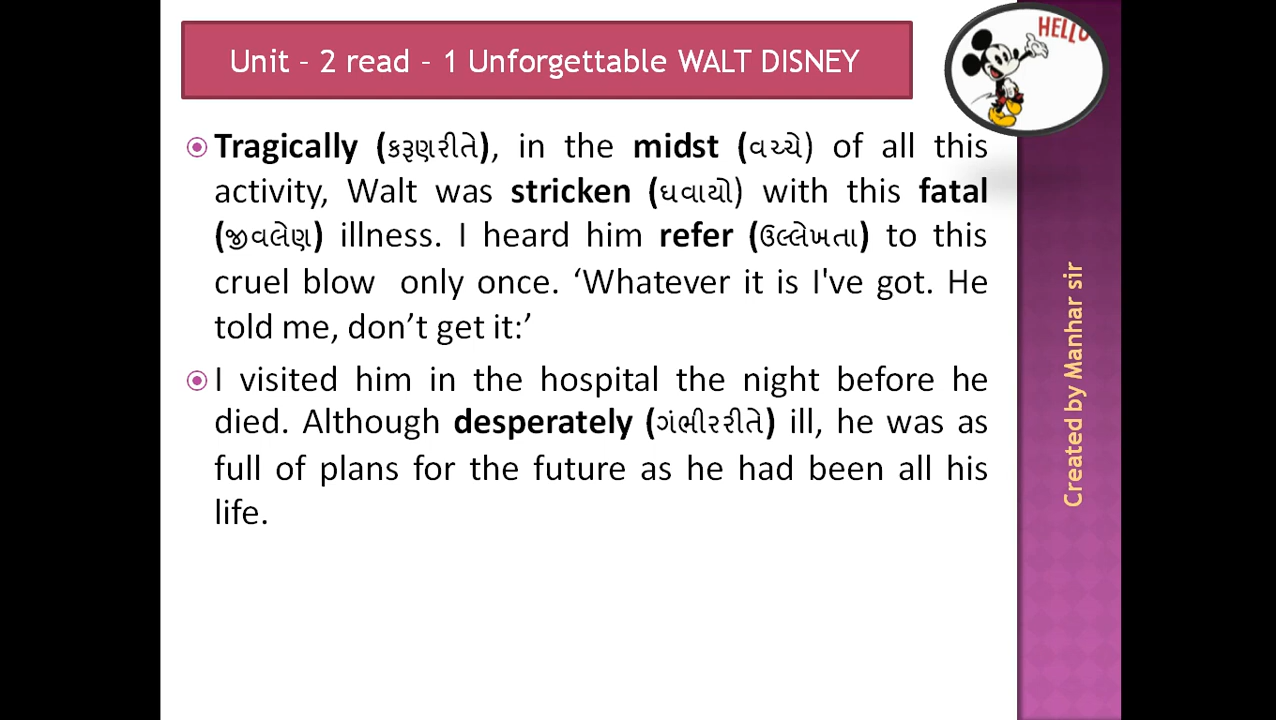 Unit - 2 read - 1 Unforgettable WALT DISNEY
HELLO
Tragically (કરૂણરીતે), in the midst (વચ્ચે) of all this
activity, Walt was stricken (ઘવાયો) with this fatal
(જીવલેણ) illness. I heard him refer (ઉલ્લેખતા) to this
cruel blow only once. ‘Whatever it is I've got. He
told me, don’t get it:’
I visited him in the hospital the night before he
died. Although desperately (ગંભીરરીતે) ill, he was as
full of plans for the future as he had been all his
life.
Created by Manhar sir